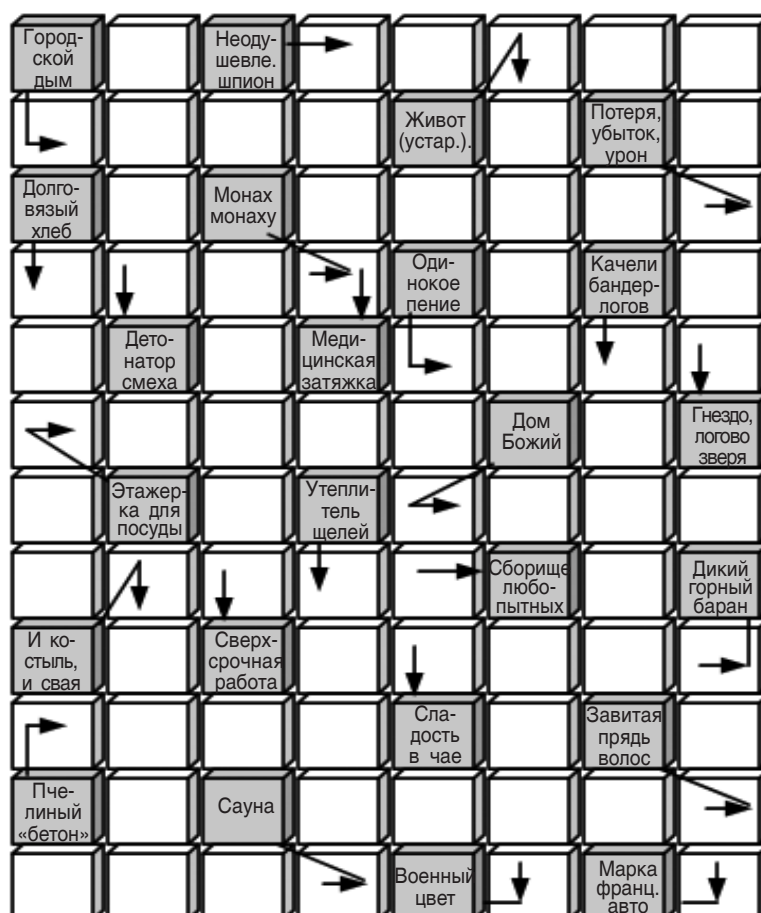 Город-
ской
дым
Неоду-
шевле.
шпион
Живот
(устар.).
Потеря,
убыток,
урон
Долго-
вязый
хлеб
Монах
монаху
Оди-
нокое
пение
Качели
бандер-
логов
Дето-
натор
смеха
Меди-
цинская
затяжка
Дом
Божий
Гнездо,
логово
зверя
Этажер-
ка для
посуды
Утепли-
тель
щелей
Сборище
любо-
пытных
Дикий
горный
баран
И ко-
стыль,
и свая
Сверх-
срочная
работа
Сла-
дость
в чае
Завитая
прядь
волос
Пче-
линый
«бетон»
Сауна
Военный
цвет
Марка
франц.
авто